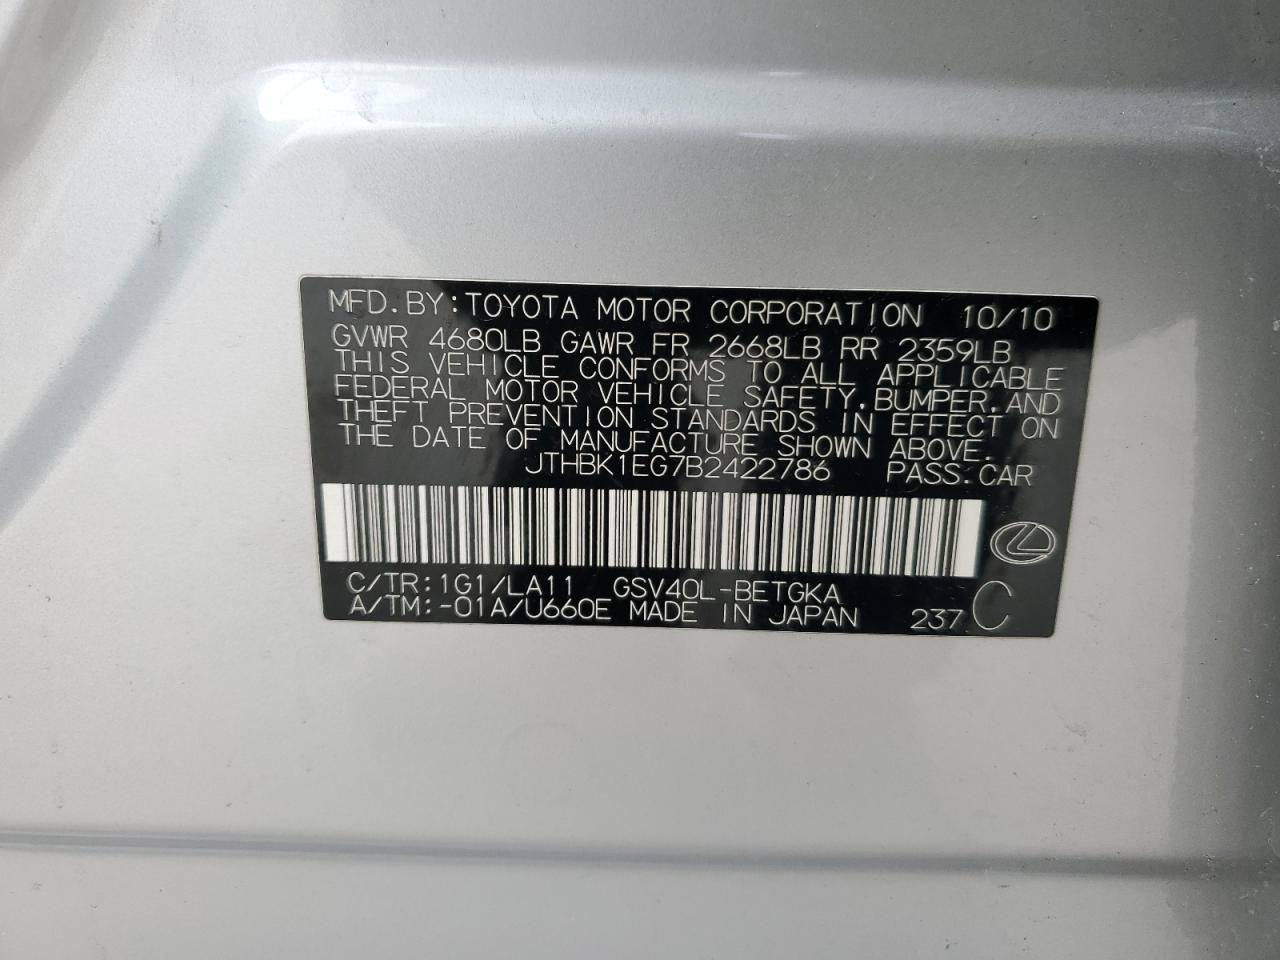 MFD.BY:TOYOTA MOTOR CORPORATION 10/10
GVWR 4680LB GAWR FR 2668LB RR 2359LB
THIS VEHICLE CONFORMS TO ALL APPLICABLE
FEDERAL MOTOR VEHICLE SAFETY,BUMPER,AND
THEFT PREVENTION STANDARDS IN EFFECT ON
THE DATE OF MANUFACTURE SHOWN ABOVE.
JTHBK1EG7B2422786 PASS.CAR
C/TR:1G1/LA11 GSV40L-BETGKA
A/TM:-01A/U660E MADE IN JAPAN 237 C